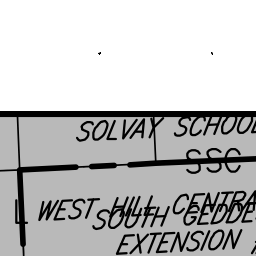 SOLVAY SCHOOL
SSC
WEST HILL CENTRA
SOUTH GEDDES
EXTENSION